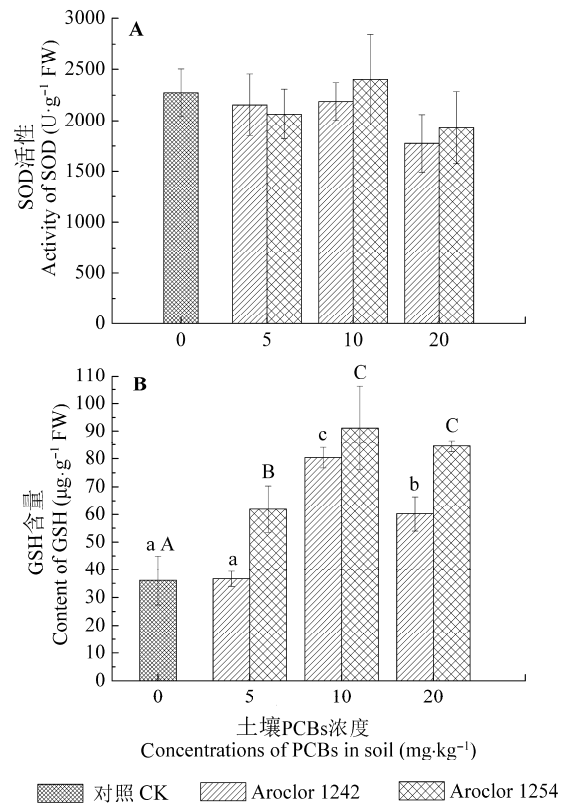 A
SOD活性
Activity of SOD (U·g⁻¹ FW)
3000
2500
2000
1500
1000
500
0
0 5 10 20
B
GSH含量
Content of GSH (μg·g⁻¹ FW)
110
100
90
80
70
60
50
40
30
20
10
0
a A a B c C b C
0 5 10 20
土壤PCBs浓度
Concentrations of PCBs in soil (mg·kg⁻¹)
对照 CK Aroclor 1242 Aroclor 1254